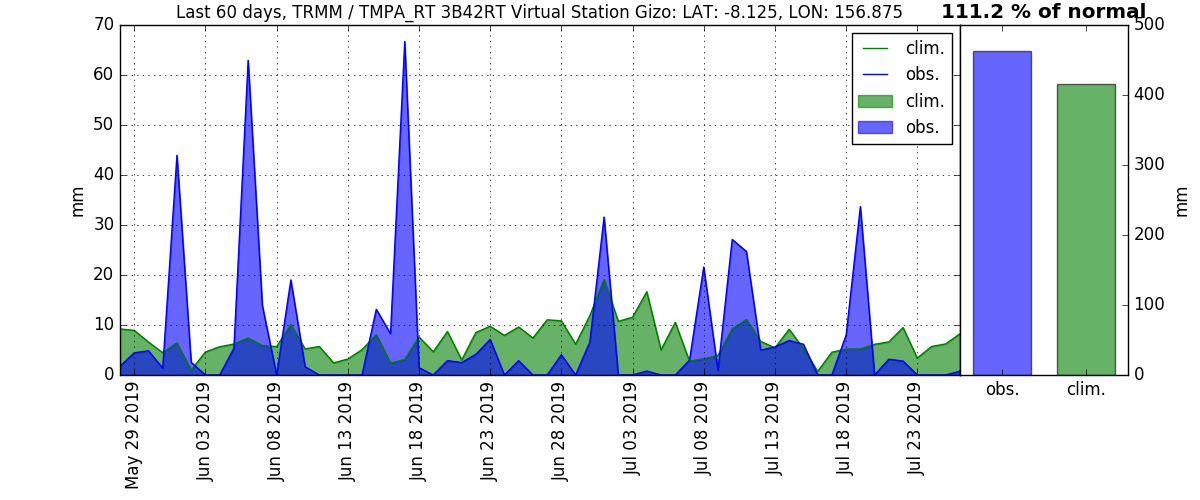 Last 60 days, TRMM / TMPA_RT 3B42RT Virtual Station Gizo: LAT: -8.125, LON: 156.875
111.2 % of normal
70
60
50
40
30
20
10
0
mm
clim.
obs.
clim.
obs.
500
400
300
200
100
0
mm
May 29 2019
Jun 03 2019
Jun 08 2019
Jun 13 2019
Jun 18 2019
Jun 23 2019
Jun 28 2019
Jul 03 2019
Jul 08 2019
Jul 13 2019
Jul 18 2019
Jul 23 2019
obs.
clim.